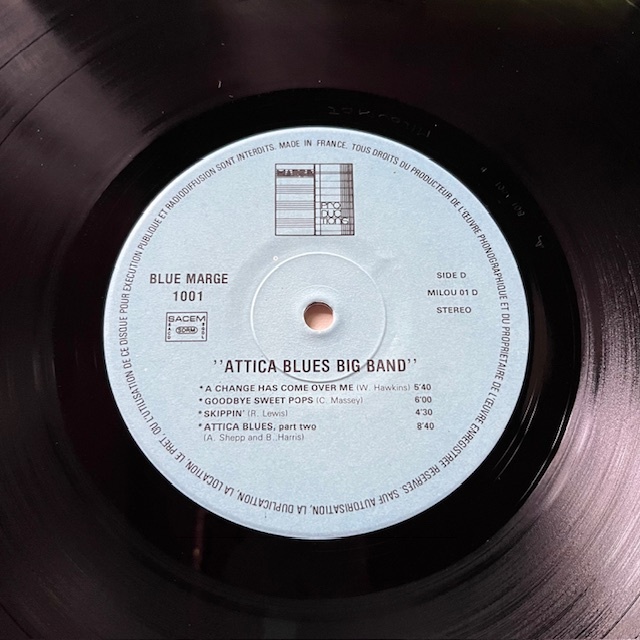 OU L'UTILISATION DE CE DISQUE POUR EXECUTION PUBLIQUE ET RADIODIFFUSION SONT INTERDITS. MADE IN FRANCE. TOUS DROITS DU PRODUCTEUR DE L'ŒUVRE PHONOGRAPHIQUE ET DU PROPRIETAIRE DE L'ŒUVRE ENREGISTREE RESERVES. SAUF AUTORISATION, LA DUPLICATION, LA LOCATION, LE PRET,
MARGE
PRO
DUC
TIONS
BLUE MARGE
1001
SIDE D
MILOU 01 D
STEREO
SACEM
SDRM
''ATTICA BLUES BIG BAND''
* A CHANGE HAS COME OVER ME (W. Hawkins) 5'40
* GOODBYE SWEET POPS (C. Massey) 6'00
* SKIPPIN' (R. Lewis) 4'30
* ATTICA BLUES, part two 8'40
(A. Shepp and B. Harris)